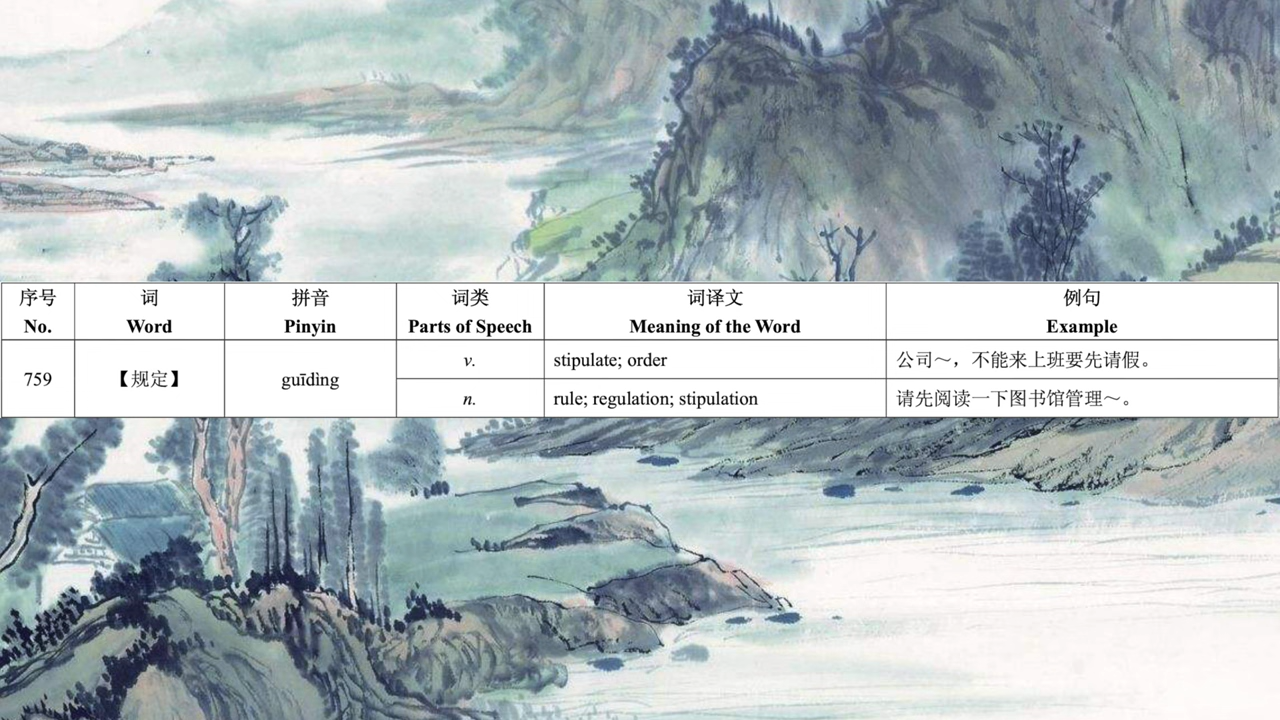 序号 词 拼音 词类 词译文 例句
No. Word Pinyin Parts of Speech Meaning of the Word Example
759 【规定】 guīdìng
v. stipulate; order 公司～，不能来上班要先请假。
n. rule; regulation; stipulation 请先阅读一下图书馆管理～。